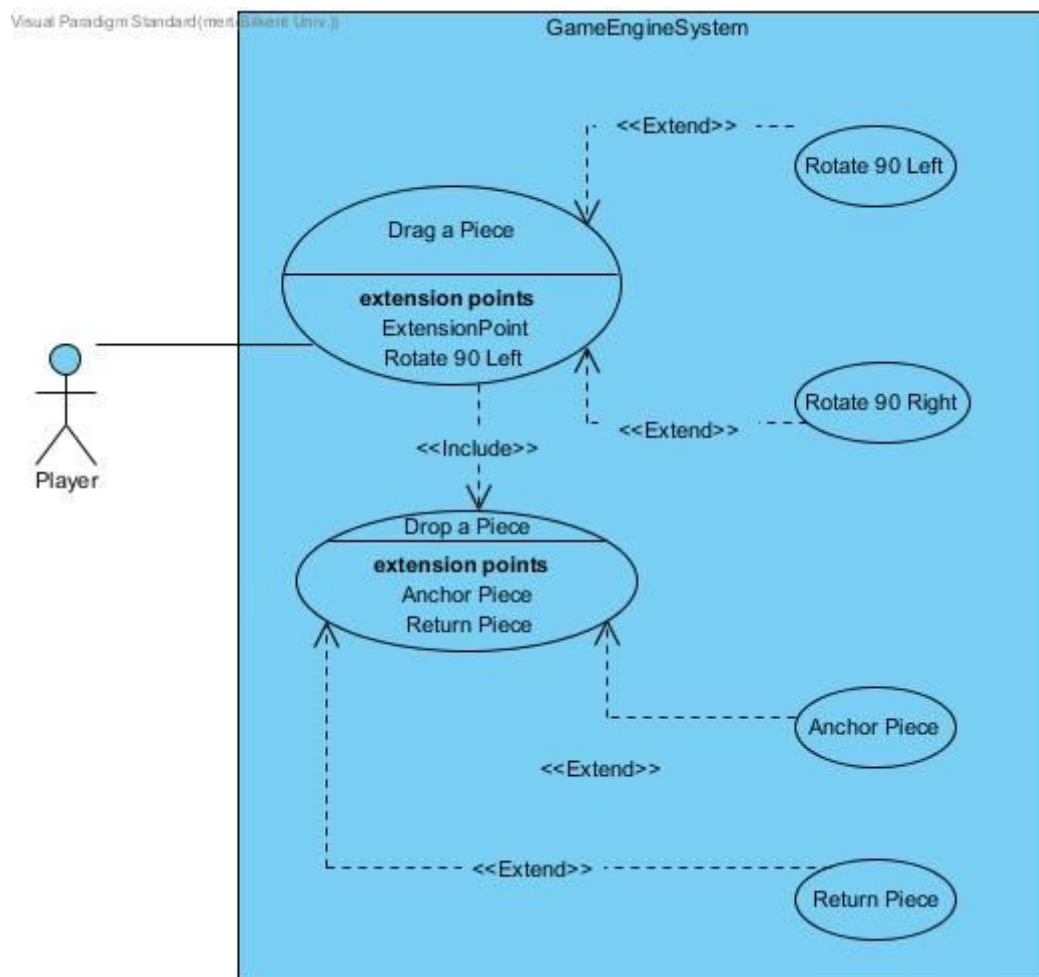 Visual Paradigm Standard(mert(Bilkent Univ.))
GameEngineSystem
<<Extend>>
Rotate 90 Left
Drag a Piece
extension points
ExtensionPoint
Rotate 90 Left
Rotate 90 Right
<<Extend>>
<<Include>>
Player
Drop a Piece
extension points
Anchor Piece
Return Piece
Anchor Piece
<<Extend>>
<<Extend>>
Return Piece